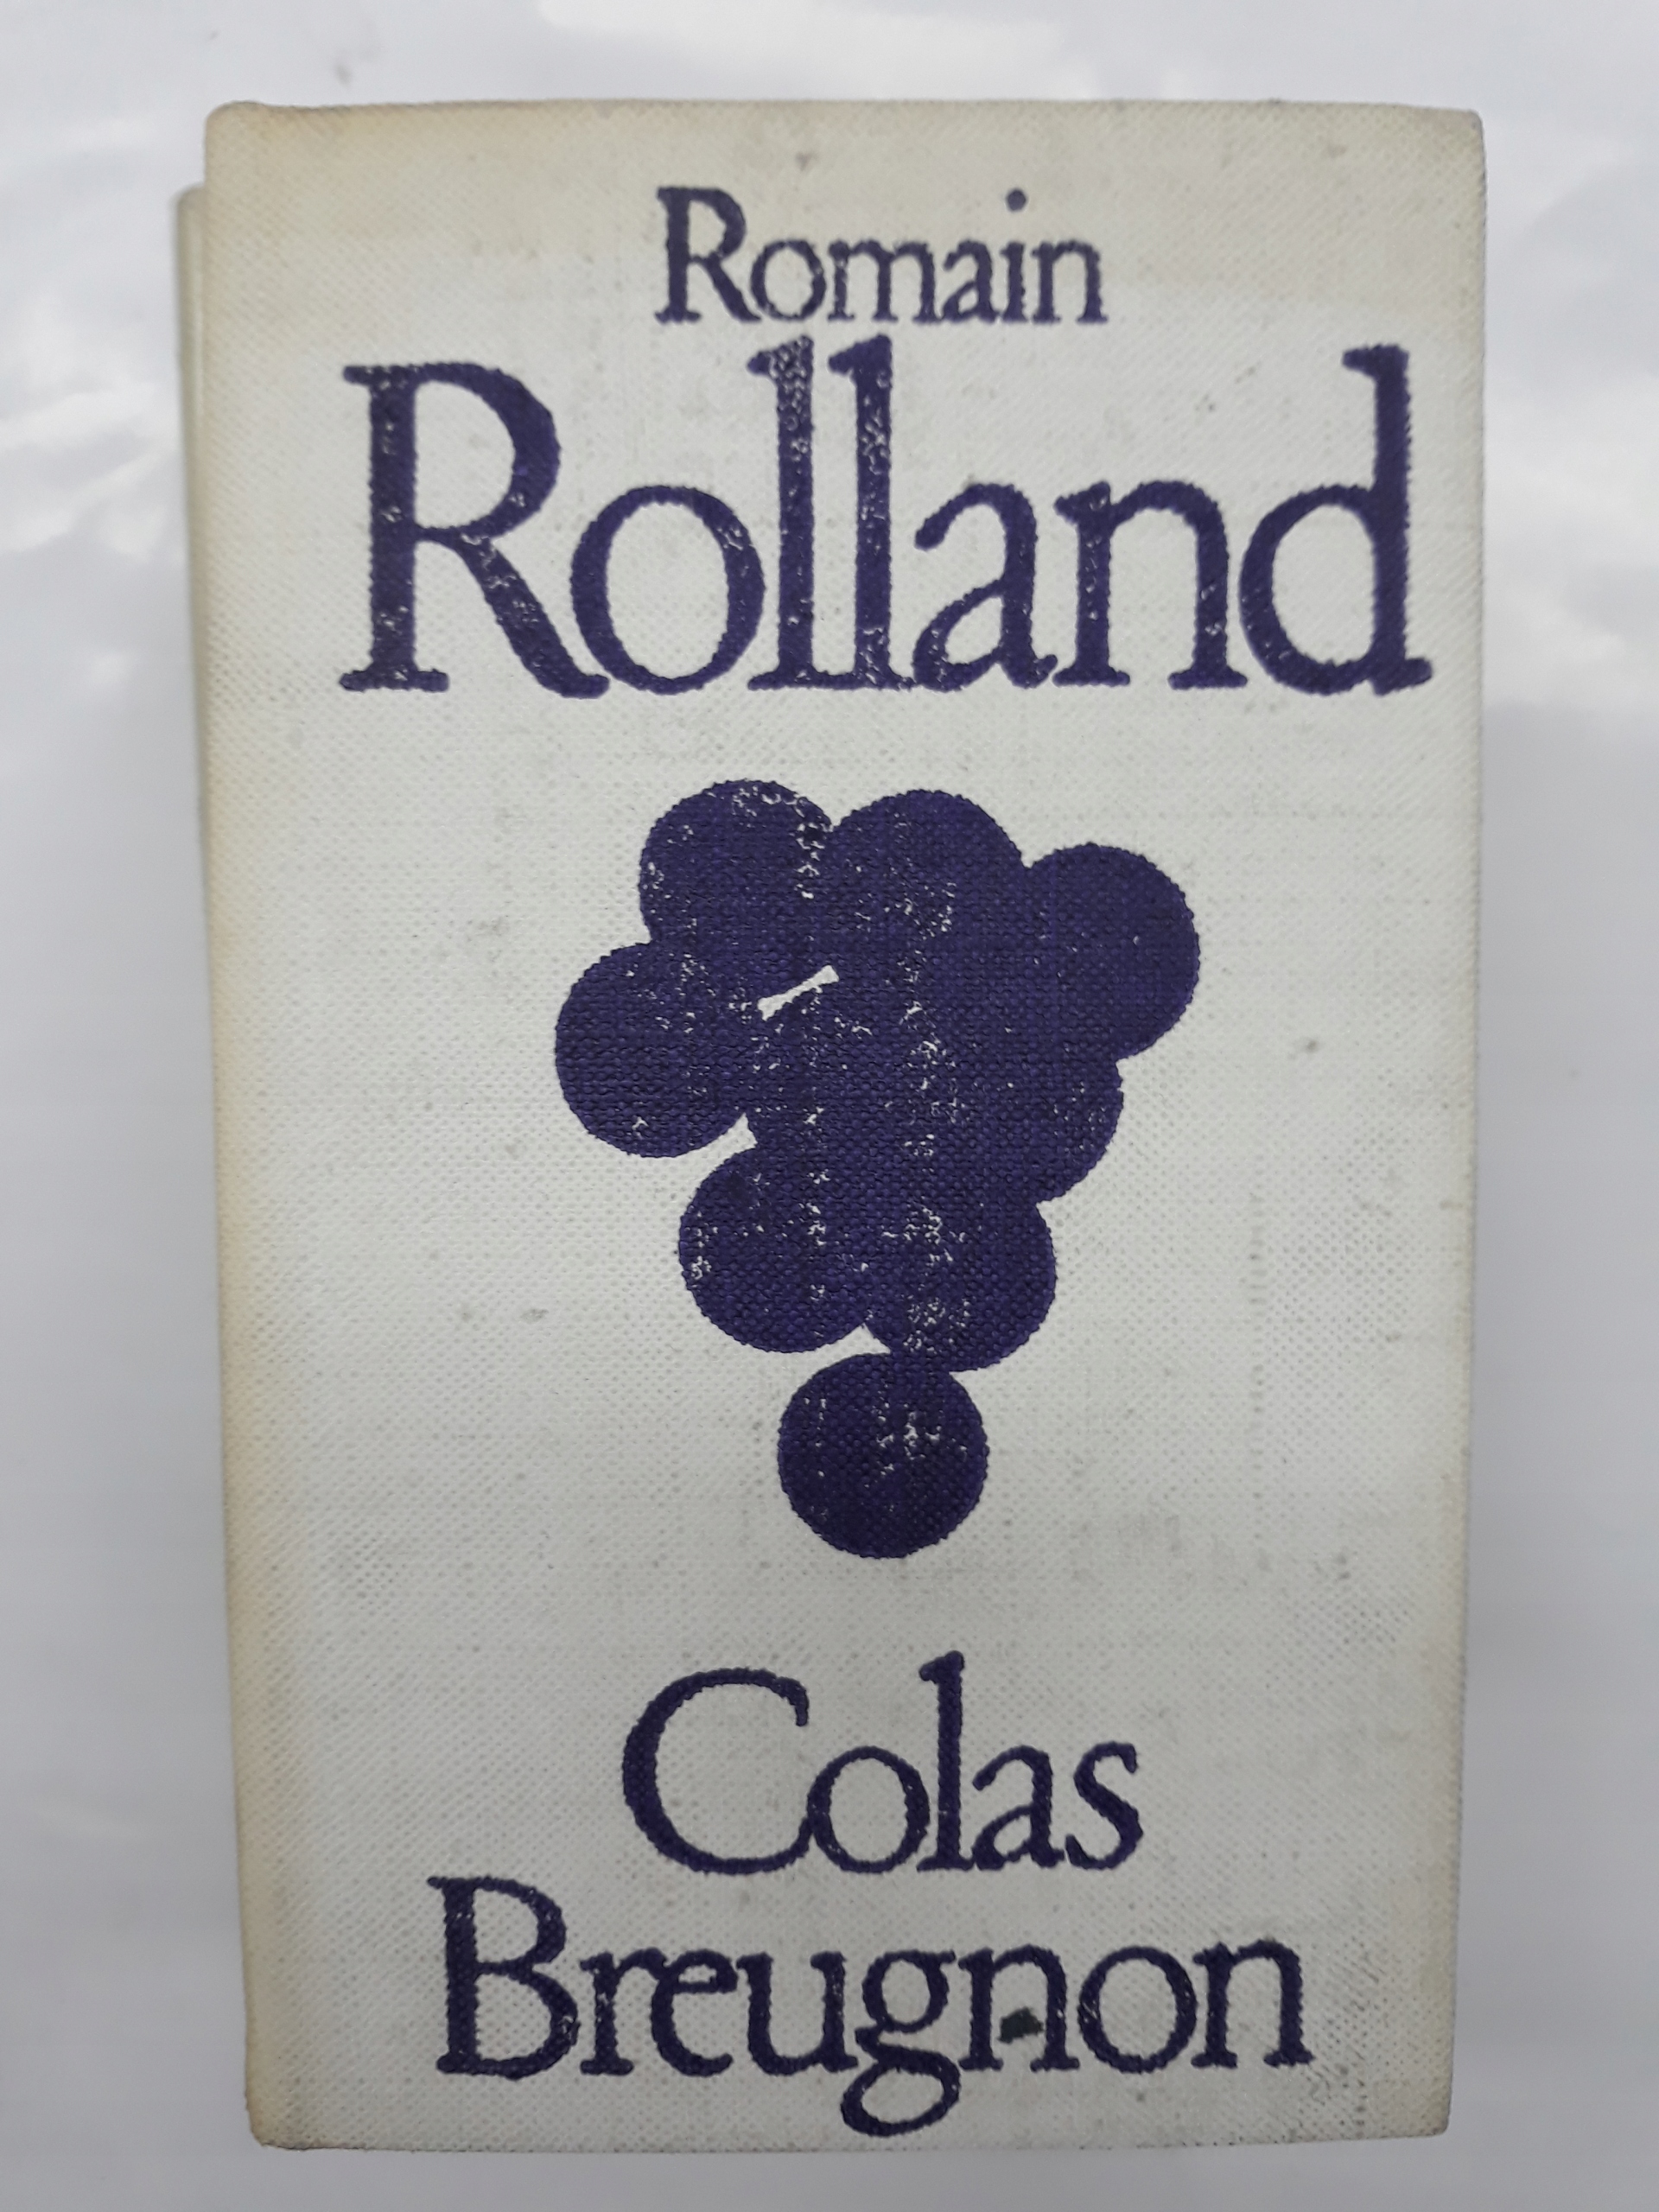 Romain
Rolland
Colas
Breugnon